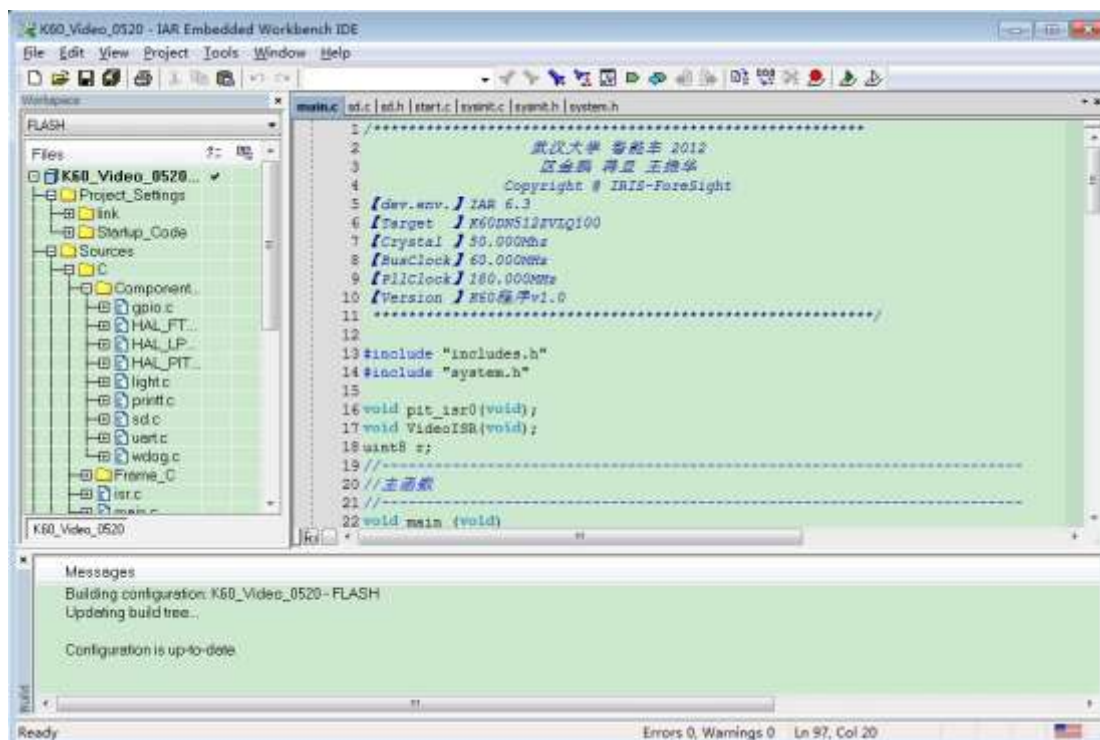 K60_Video_0520 - IAR Embedded Workbench IDE
File Edit View Project Tools Window Help
Workspace
main.c sd.c | sd.h | start.c | sysinit.c | sysinit.h | system.h
FLASH
Files
K60_Video_0520...
Project_Settings
link
Startup_Code
Sources
C
Component...
gpio.c
HAL_FT...
HAL_LP...
HAL_PIT...
light.c
printf.c
sd.c
uart.c
wdog.c
Frame_C
isr.c
main.c
K60_Video_0520
1 /*********************************************************
2 武汉大学 智能车 2012
3 区金鹏 蒋旦 王维华
4 Copyright @ IRIS-ForeSight
5 【dev.env.】IAR 6.3
6 【Target 】K60DN512ZVLQ100
7 【Crystal 】50.000Mhz
8 【BusClock】60.000MHz
9 【PllClock】180.000MHz
10 【Version 】K60程序v1.0
11 **********************************************************/
12
13 #include "includes.h"
14 #include "system.h"
15
16 void pit_isr0(void);
17 void VideoISR(void);
18 uint8 r;
19 //--------------------------------------------------------------------------
20 //主函数
21 //--------------------------------------------------------------------------
22 void main (void)
Messages
Building configuration: K60_Video_0520 - FLASH
Updating build tree...
Configuration is up-to-date
Build
Ready
Errors 0, Warnings 0 Ln 97, Col 20